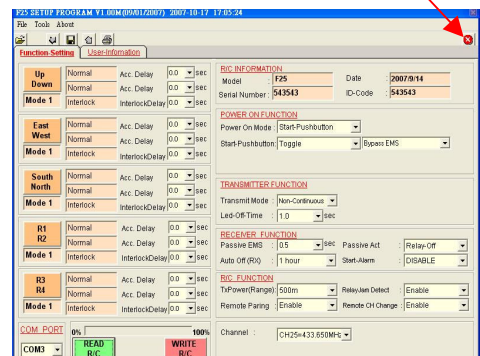 F25 SETUP PROGRAM V1.00M(09/01/2007) 2007-10-17 17:05:24
File Tools About
Function-Setting User-Infomation
Up Down Mode 1
Normal Acc. Delay 0.0 sec
Normal Acc. Delay 0.0 sec
Interlock InterlockDelay 0.0 sec
East West Mode 1
Normal Acc. Delay 0.0 sec
Normal Acc. Delay 0.0 sec
Interlock InterlockDelay 0.0 sec
South North Mode 1
Normal Acc. Delay 0.0 sec
Normal Acc. Delay 0.0 sec
Interlock InterlockDelay 0.0 sec
R1 R2 Mode 1
Normal Acc. Delay 0.0 sec
Normal Acc. Delay 0.0 sec
Interlock InterlockDelay 0.0 sec
R3 R4 Mode 1
Normal Acc. Delay 0.0 sec
Normal Acc. Delay 0.0 sec
Interlock InterlockDelay 0.0 sec
COM PORT 0% 100%
COM3 READ R/C WRITE R/C
R/C INFORMATION
Model : F25 Date : 2007/9/14
Serial Number : 543543 ID-Code : 543543
POWER ON FUNCTION
Power On Mode : Start-Pushbutton
Start-Pushbutton: Toggle Bypass EMS
TRANSMITTER FUNCTION
Transmit Mode : Non-Continuous
Led-Off-Time : 1.0 sec
RECEIVER FUNCTION
Passive EMS : 0.5 sec Passive Act : Relay-Off
Auto Off (RX) : 1 hour Start-Alarm : DISABLE
R/C FUNCTION
TxPower(Range): 500m RelayJam Detect : Enable
Remote Paring : Enable Remote CH Change : Enable
Channel : CH25=433.650MHz